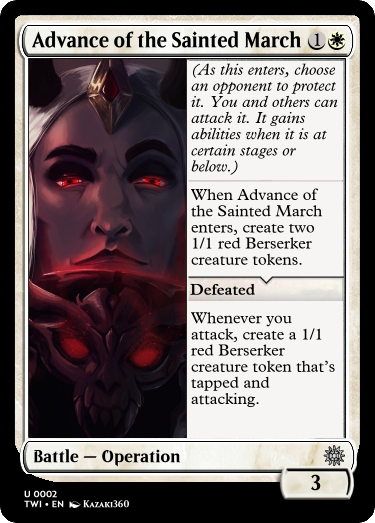 Advance of the Sainted March 1
(As this enters, choose
an opponent to protect
it. You and others can
attack it. It gains
abilities when it is at
certain stages or
below.)
When Advance of
the Sainted March
enters, create two
1/1 red Berserker
creature tokens.
Defeated
Whenever you
attack, create a 1/1
red Berserker
creature token that's
tapped and
attacking.
Battle — Operation
3
U 0002
TWI • EN Kazaki360